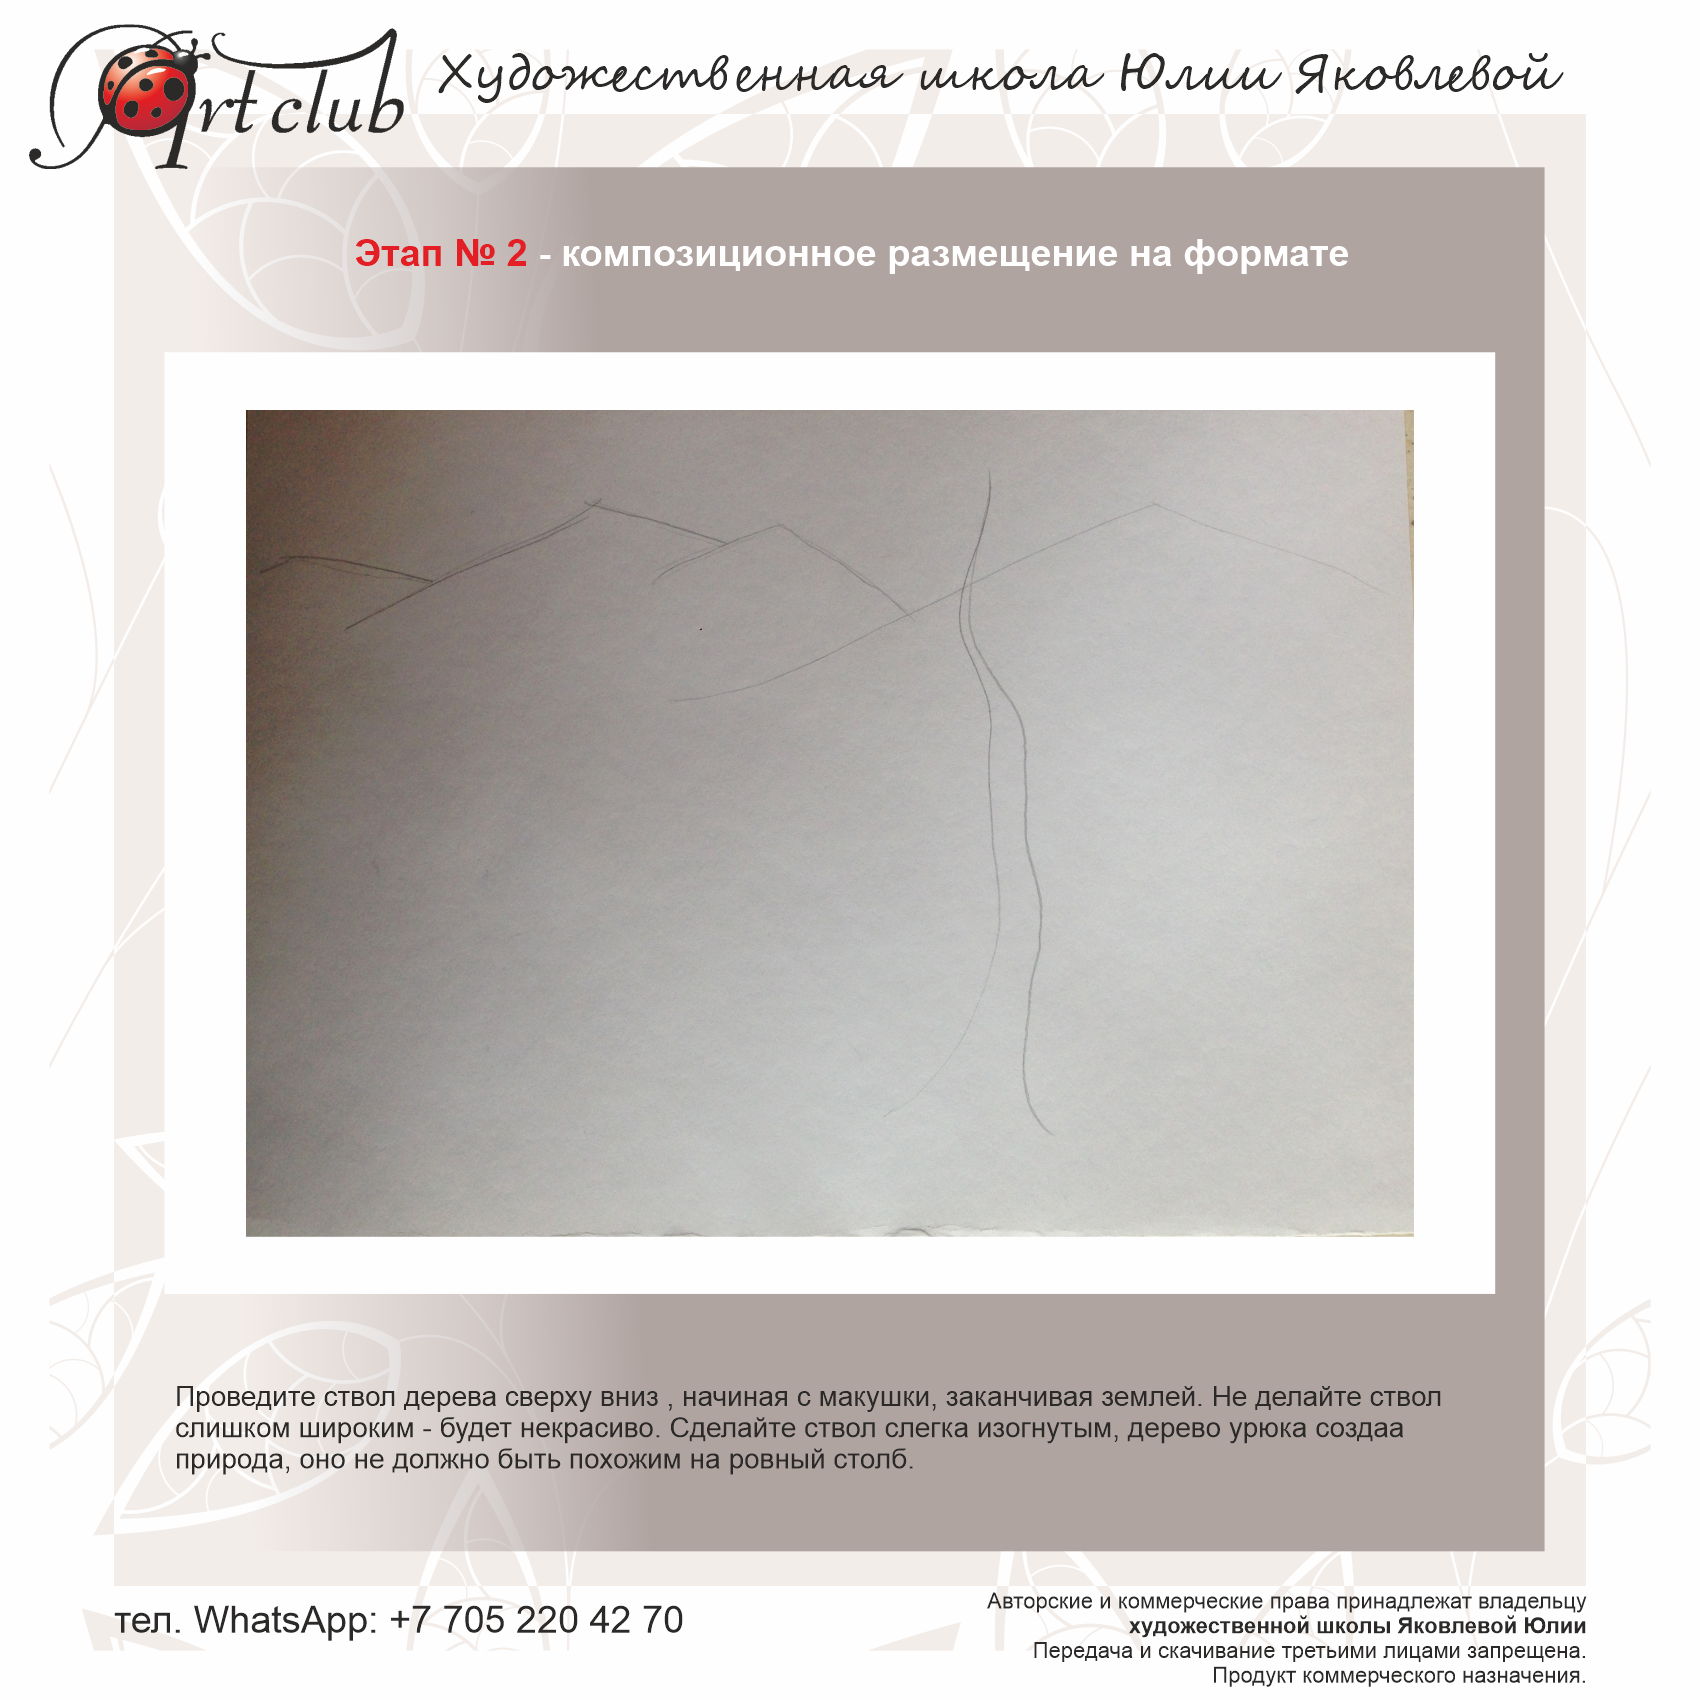 Art club
Художественная школа Юлии Яковлевой
Этап № 2 - композиционное размещение на формате
Проведите ствол дерева сверху вниз , начиная с макушки, заканчивая землей. Не делайте ствол
слишком широким - будет некрасиво. Сделайте ствол слегка изогнутым, дерево урюка создаа
природа, оно не должно быть похожим на ровный столб.
тел. WhatsApp: +7 705 220 42 70
Авторские и коммерческие права принадлежат владельцу
художественной школы Яковлевой Юлии
Передача и скачивание третьими лицами запрещена.
Продукт коммерческого назначения.